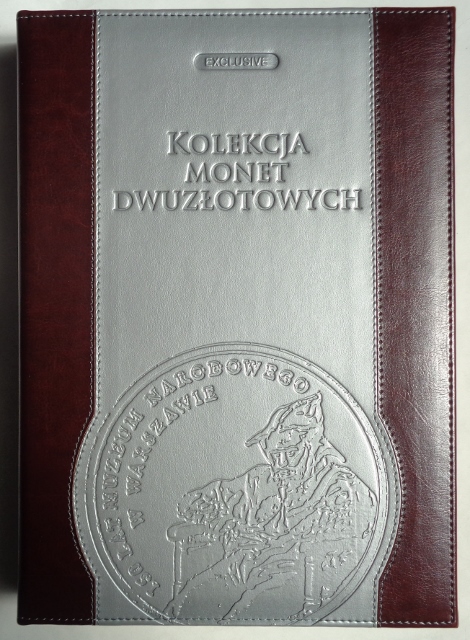 EXCLUSIVE
KOLEKCJA
MONET
DWUZŁOTOWYCH
150 LAT MUZEUM NARODOWEGO
W WARSZAWIE